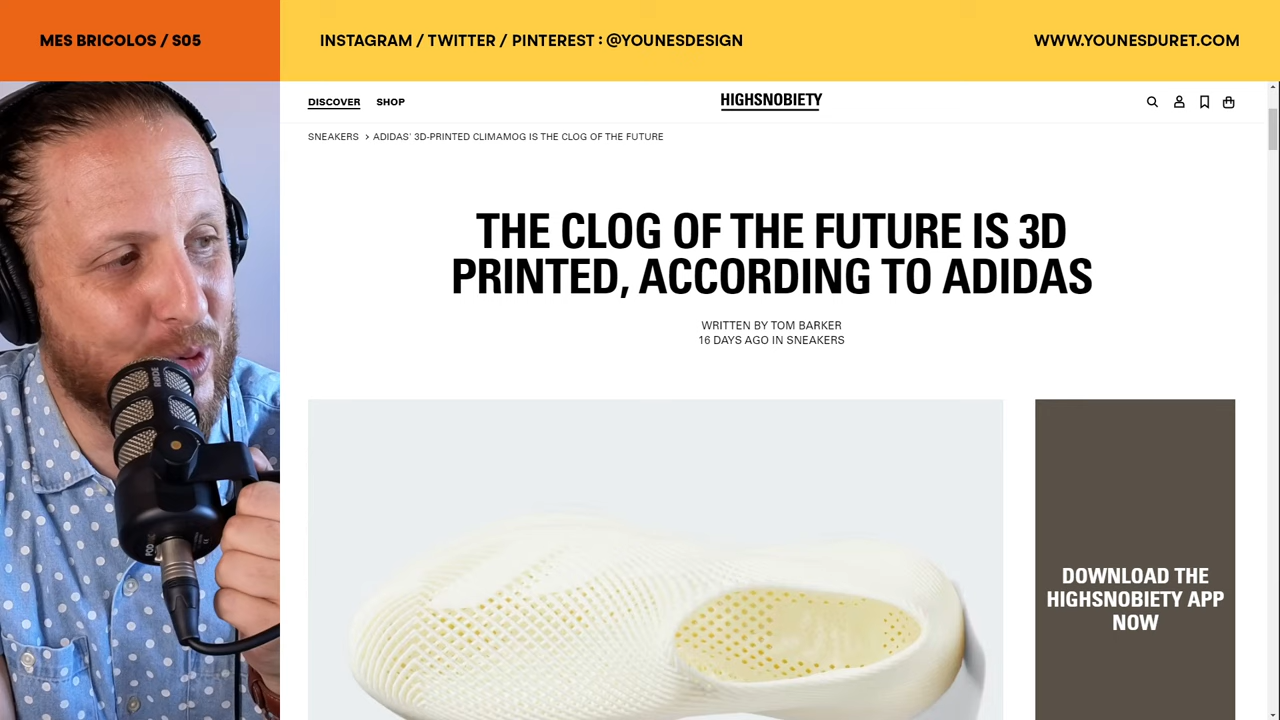 MES BRICOLOS / S05
INSTAGRAM / TWITTER / PINTEREST : @YOUNESDESIGN
WWW.YOUNESDURET.COM
DISCOVER
SHOP
HIGHSNOBIETY
SNEAKERS > ADIDAS' 3D-PRINTED CLIMAMOG IS THE CLOG OF THE FUTURE
THE CLOG OF THE FUTURE IS 3D
PRINTED, ACCORDING TO ADIDAS
WRITTEN BY TOM BARKER
16 DAYS AGO IN SNEAKERS
DOWNLOAD THE
HIGHSNOBIETY APP
NOW
RØDE
POD